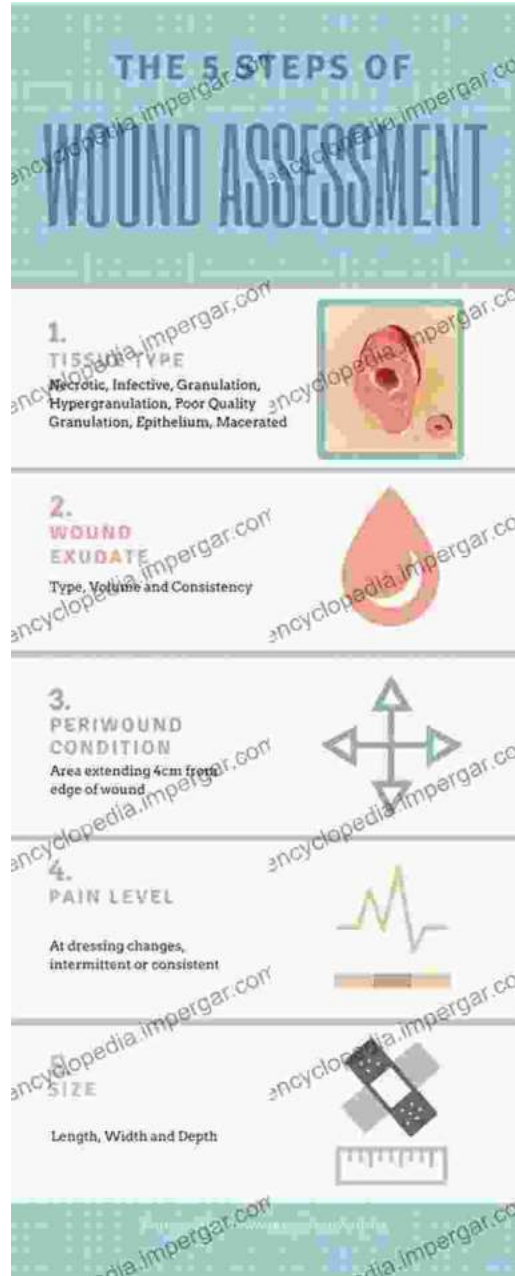 THE 5 STEPS OF
WOUND ASSESSMENT
1.
TISSUE TYPE
Necrotic, Infective, Granulation,
Hypergranulation, Poor Quality
Granulation, Epithelium, Macerated
2.
WOUND
EXUDATE
Type, Volume and Consistency
3.
PERIWOUND
CONDITION
Area extending 4cm from
edge of wound
4.
PAIN LEVEL
At dressing changes,
intermittent or consistent
5.
SIZE
Length, Width and Depth
encyclopedia.impergar.com